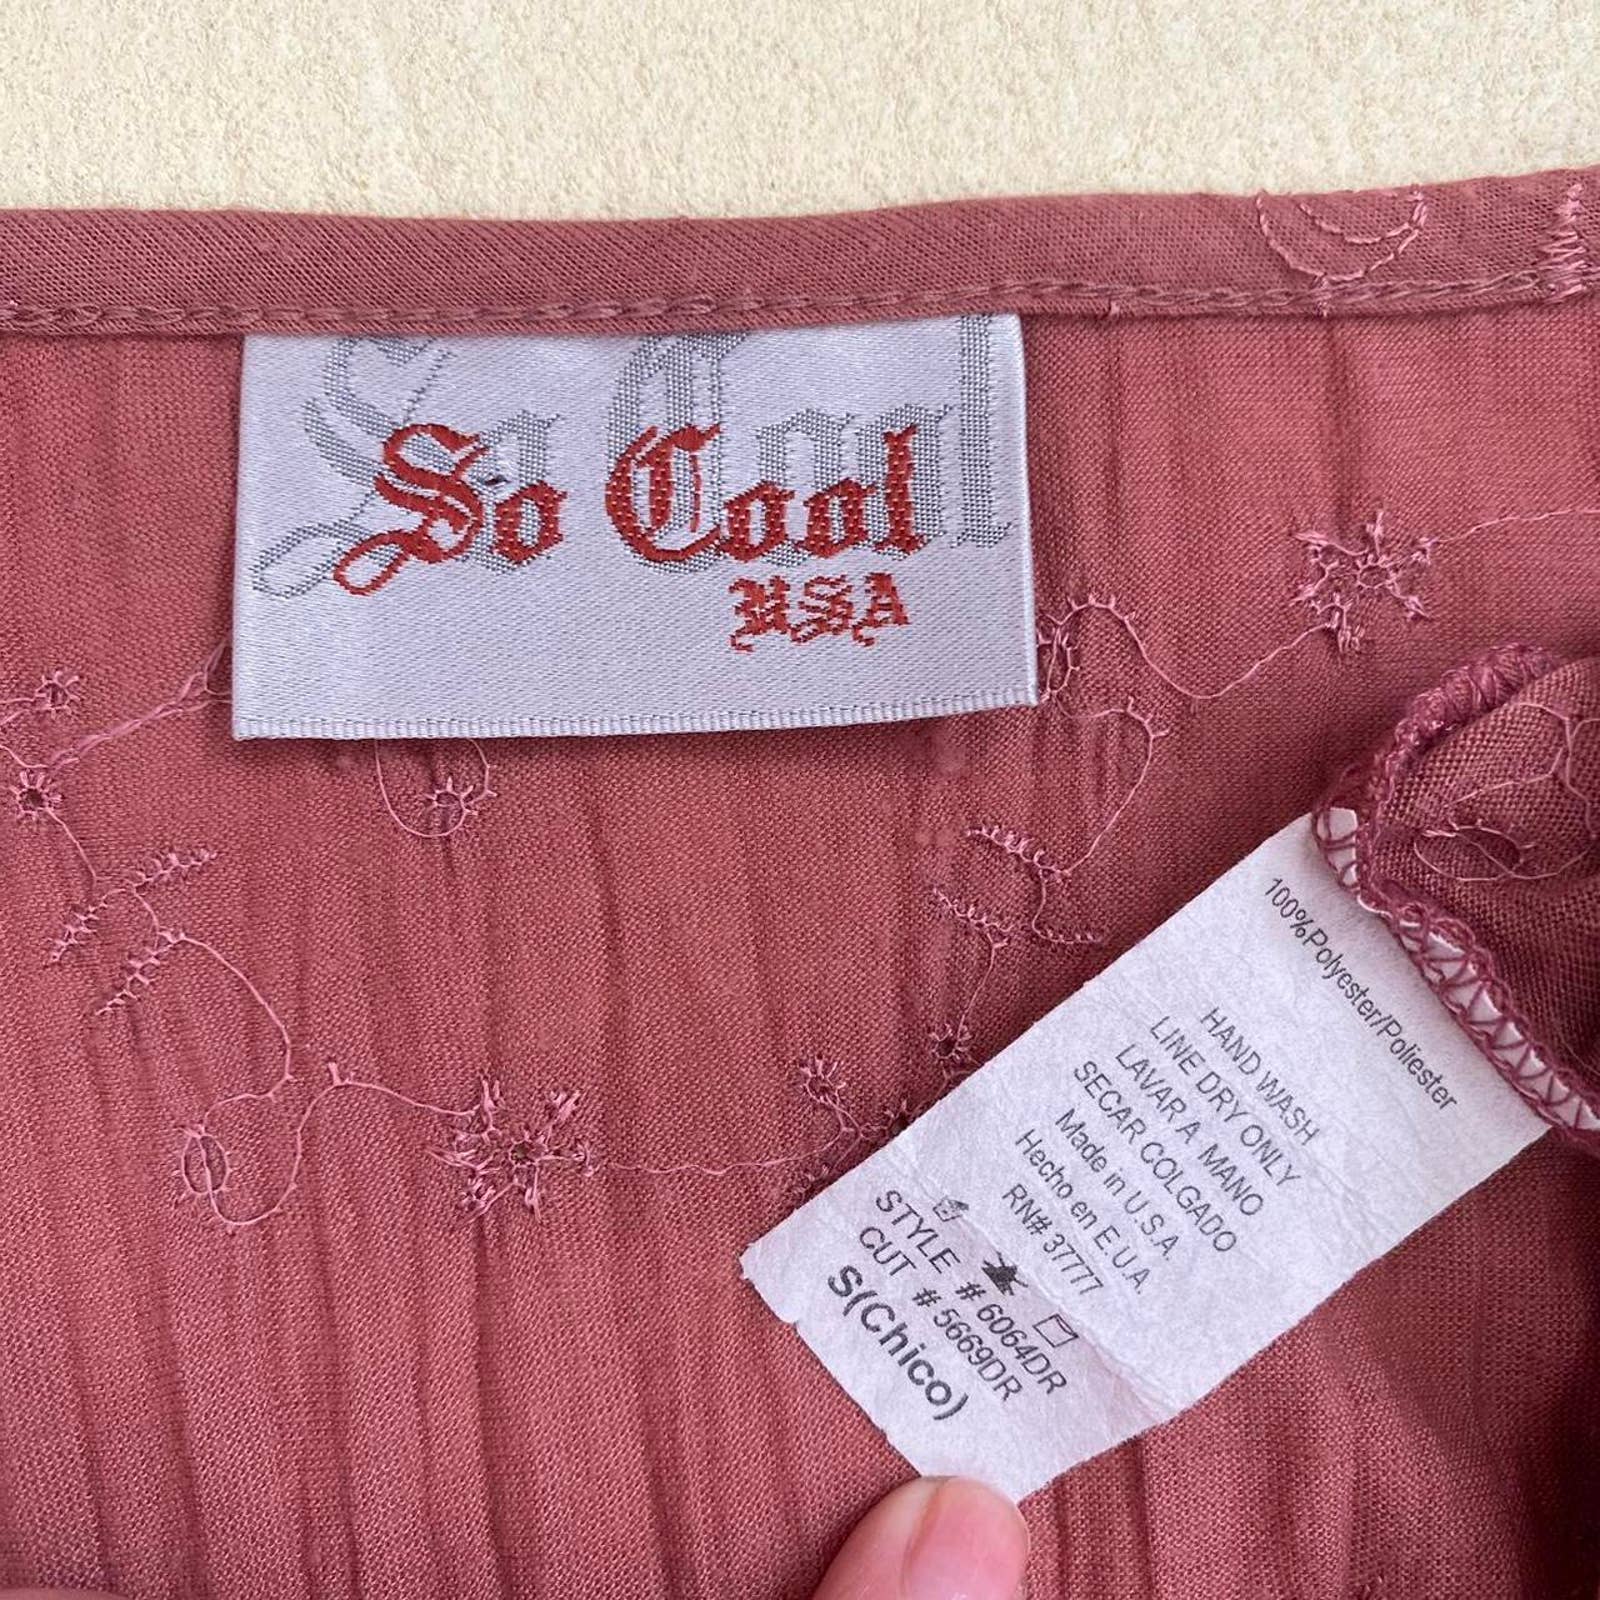 So Cool
USA
100%Polyester/Poliester
HAND WASH
LINE DRY ONLY
LAVAR A MANO
SECAR COLGADO
Made in U.S.A.
Hecho en E.U.A.
RN# 37777
STYLE # 6064DR
CUT # 5669DR
S(Chico)